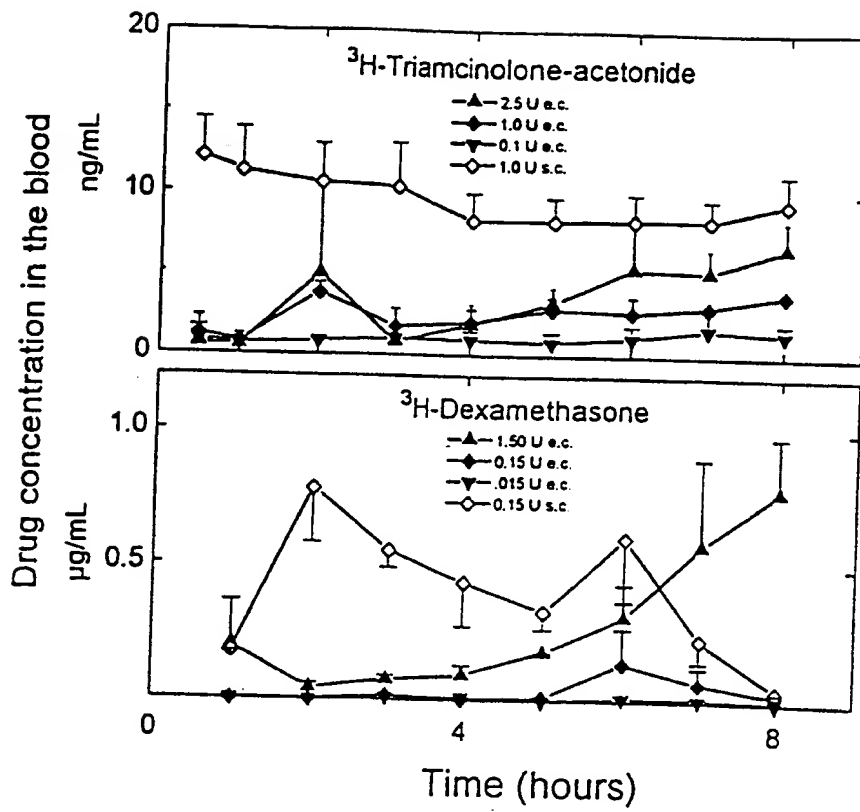 Drug concentration in the blood
ng/mL
µg/mL
20
10
0
³H-Triamcinolone-acetonide
2.5 U e.c.
1.0 U e.c.
0.1 U e.c.
1.0 U s.c.
1.0
0.5
³H-Dexamethasone
1.50 U e.c.
0.15 U e.c.
.015 U e.c.
0.15 U s.c.
0
4
8
Time (hours)